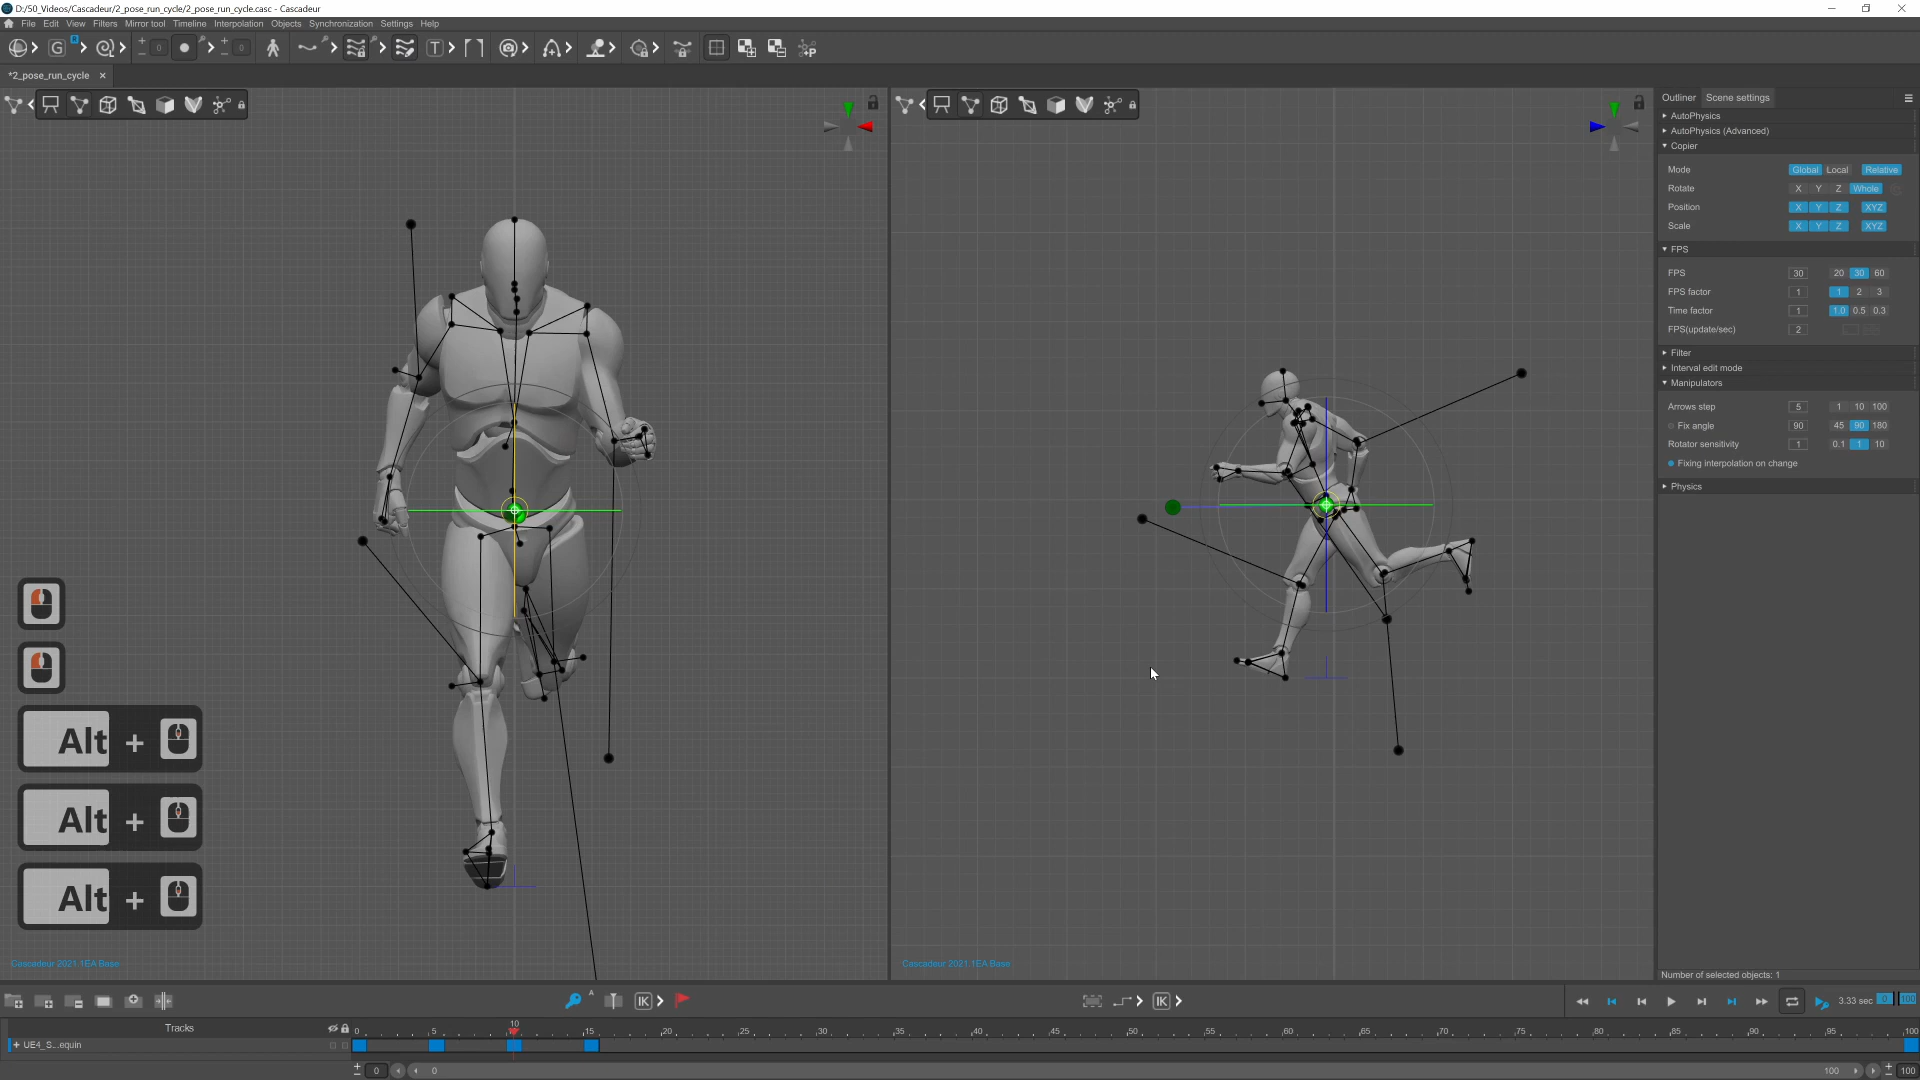 D:/50_Videos/Cascadeur/2_pose_run_cycle/2_pose_run_cycle.casc - Cascadeur
File Edit View Filters Mirror tool Timeline Interpolation Objects Synchronization Settings Help
*2_pose_run_cycle
Outliner Scene settings
AutoPhysics
AutoPhysics (Advanced)
Copier
Mode Global Local Relative
Rotate X Y Z Whole
Position X Y Z XYZ
Scale X Y Z XYZ
FPS
FPS 30 20 30 60
FPS factor 1 1 2 3
Time factor 1 1.0 0.5 0.3
FPS(update/sec) 2
Filter
Interval edit mode
Manipulators
Arrows step 5 1 10 100
Fix angle 90 45 90 180
Rotator sensitivity 1 0.1 1 10
Fixing interpolation on change
Physics
Alt +
Alt +
Alt +
Cascadeur 2021.1EA Base
Cascadeur 2021.1EA Base
Number of selected objects: 1
A IK IK 3.33 sec 0 100
Tracks 0 5 10 15 20 25 30 35 40 45 50 55 60 65 70 75 80 85 90 95 100
+ UE4_S...equin
0 0 100 100